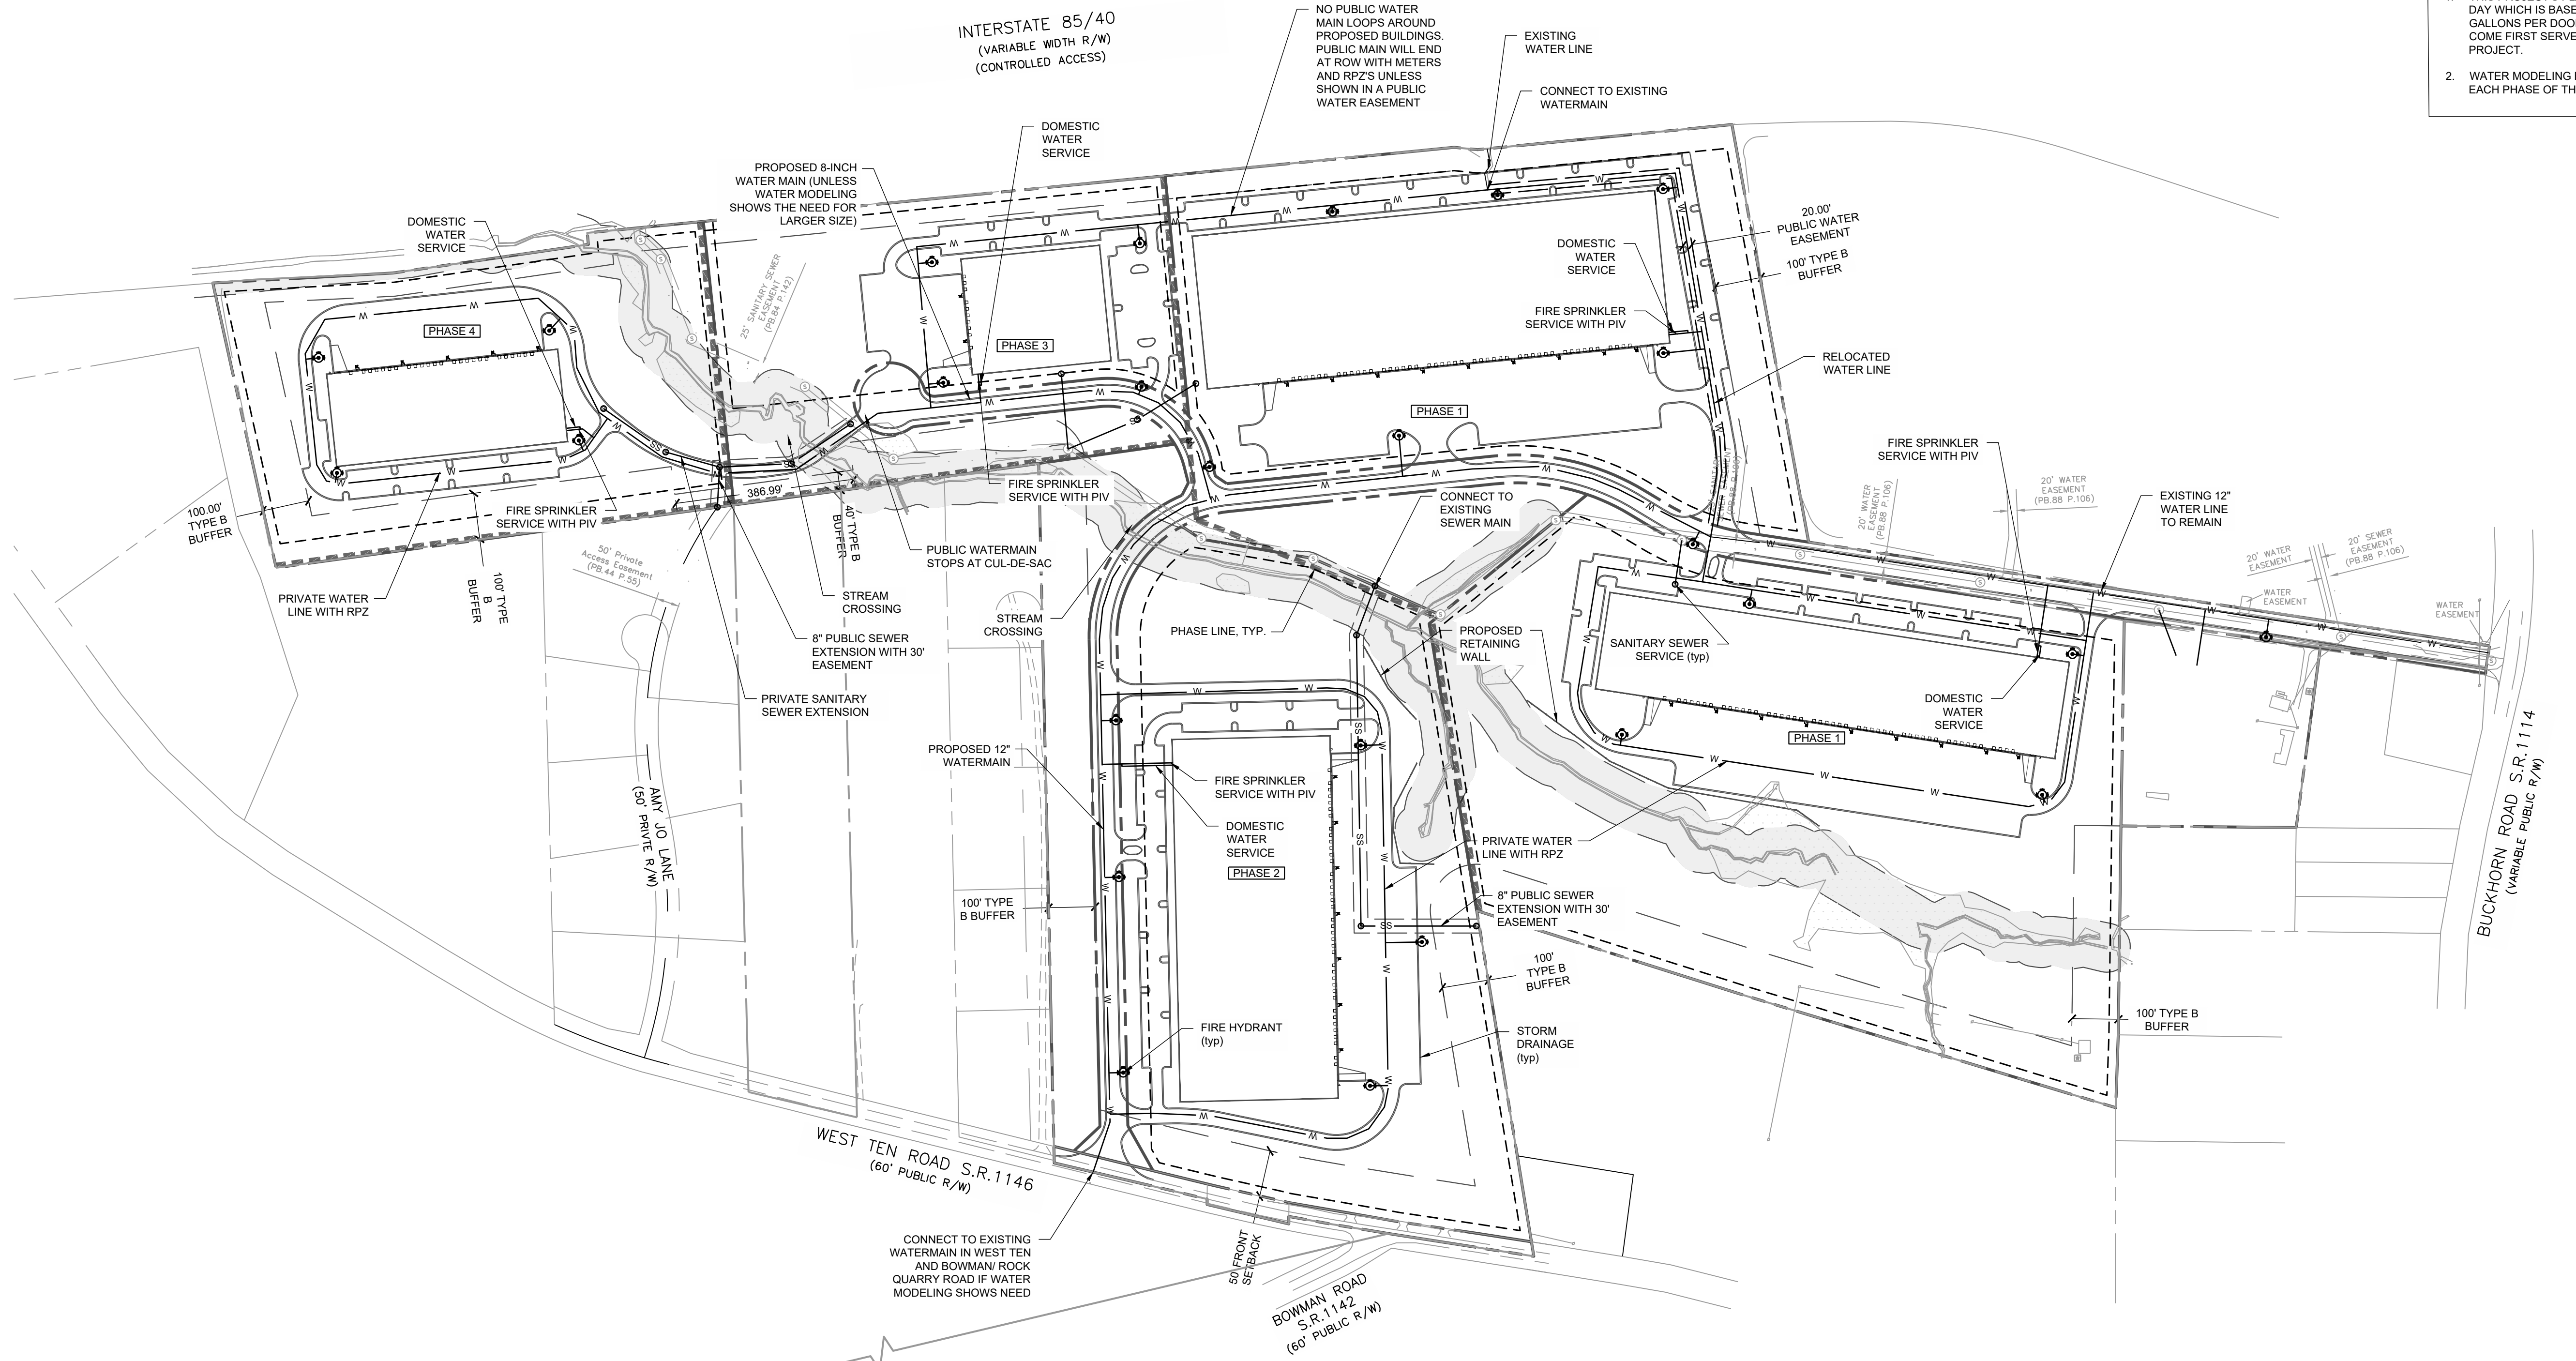 INTERSTATE 85/40
(VARIABLE WIDTH R/W)
(CONTROLLED ACCESS)
NO PUBLIC WATER
MAIN LOOPS AROUND
PROPOSED BUILDINGS.
PUBLIC MAIN WILL END
AT ROW WITH METERS
AND RPZ'S UNLESS
SHOWN IN A PUBLIC
WATER EASEMENT
EXISTING
WATER LINE
CONNECT TO EXISTING
WATERMAIN
DAY WHICH IS BASE
GALLONS PER DOO
COME FIRST SERVE
PROJECT.
2. WATER MODELING
EACH PHASE OF TH
DOMESTIC
WATER
SERVICE
PROPOSED 8-INCH
WATER MAIN (UNLESS
WATER MODELING
SHOWS THE NEED FOR
LARGER SIZE)
DOMESTIC
WATER
SERVICE
25' SANITARY SEWER
EASEMENT
(PB.84 P.142)
PHASE 4
PHASE 3
DOMESTIC
WATER
SERVICE
FIRE SPRINKLER
SERVICE WITH PIV
20.00'
PUBLIC WATER
EASEMENT
100' TYPE B
BUFFER
RELOCATED
WATER LINE
PHASE 1
FIRE SPRINKLER
SERVICE WITH PIV
20' WATER
EASEMENT
(PB.88 P.106)
20' WATER
EASEMENT
(PB.88 P.106)
EXISTING 12"
WATER LINE
TO REMAIN
20' WATER
EASEMENT
20' SEWER
EASEMENT
(PB.88 P.106)
WATER
EASEMENT
WATER
EASEMENT
100.00'
TYPE B
BUFFER
FIRE SPRINKLER
SERVICE WITH PIV
386.99'
40' TYPE B
BUFFER
FIRE SPRINKLER
SERVICE WITH PIV
CONNECT TO
EXISTING
SEWER MAIN
50' Private
Access Easement
(PB.44 P.55)
PRIVATE WATER
LINE WITH RPZ
100' TYPE
B
BUFFER
PUBLIC WATERMAIN
STOPS AT CUL-DE-SAC
STREAM
CROSSING
STREAM
CROSSING
PHASE LINE, TYP.
8" PUBLIC SEWER
EXTENSION WITH 30'
EASEMENT
PRIVATE SANITARY
SEWER EXTENSION
PROPOSED
RETAINING
WALL
SANITARY SEWER
SERVICE (typ)
DOMESTIC
WATER
SERVICE
PHASE 1
PROPOSED 12"
WATERMAIN
FIRE SPRINKLER
SERVICE WITH PIV
DOMESTIC
WATER
SERVICE
PHASE 2
PRIVATE WATER
LINE WITH RPZ
8" PUBLIC SEWER
EXTENSION WITH 30'
EASEMENT
AMY JO LANE
(50' PRIVTE R/W)
100' TYPE
B BUFFER
100'
TYPE B
BUFFER
FIRE HYDRANT
(typ)
STORM
DRAINAGE
(typ)
100' TYPE B
BUFFER
BUCKHORN ROAD S.R.1114
(VARIABLE PUBLIC R/W)
WEST TEN ROAD S.R.1146
(60' PUBLIC R/W)
CONNECT TO EXISTING
WATERMAIN IN WEST TEN
AND BOWMAN/ ROCK
QUARRY ROAD IF WATER
MODELING SHOWS NEED
50' FRONT
SETBACK
BOWMAN ROAD
S.R.1142
(60' PUBLIC R/W)